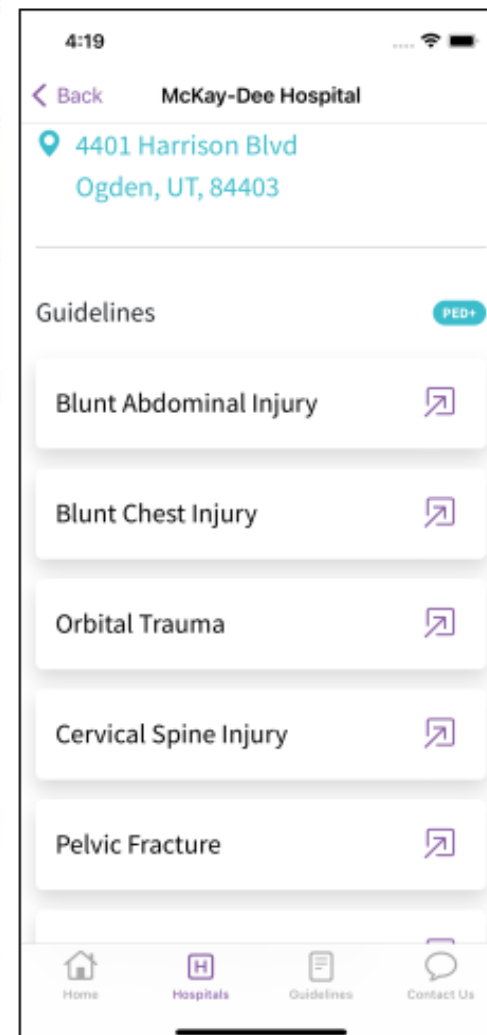 4:19
Back McKay-Dee Hospital
4401 Harrison Blvd
Ogden, UT, 84403
Guidelines PED+
Blunt Abdominal Injury
Blunt Chest Injury
Orbital Trauma
Cervical Spine Injury
Pelvic Fracture
H
Home Hospitals Guidelines Contact Us